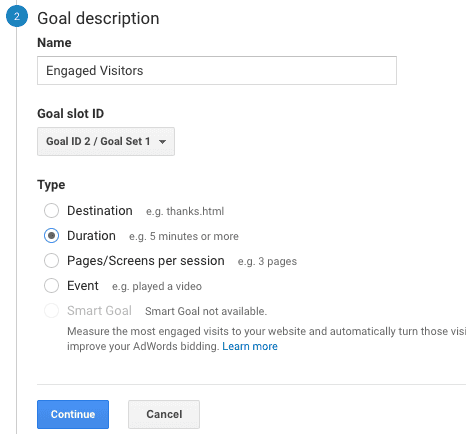 2 Goal description
Name
Engaged Visitors
Goal slot ID
Goal ID 2 / Goal Set 1
Type
Destination e.g. thanks.html
Duration e.g. 5 minutes or more
Pages/Screens per session e.g. 3 pages
Event e.g. played a video
Smart Goal Smart Goal not available.
Measure the most engaged visits to your website and automatically turn those visi
improve your AdWords bidding. Learn more
Continue Cancel